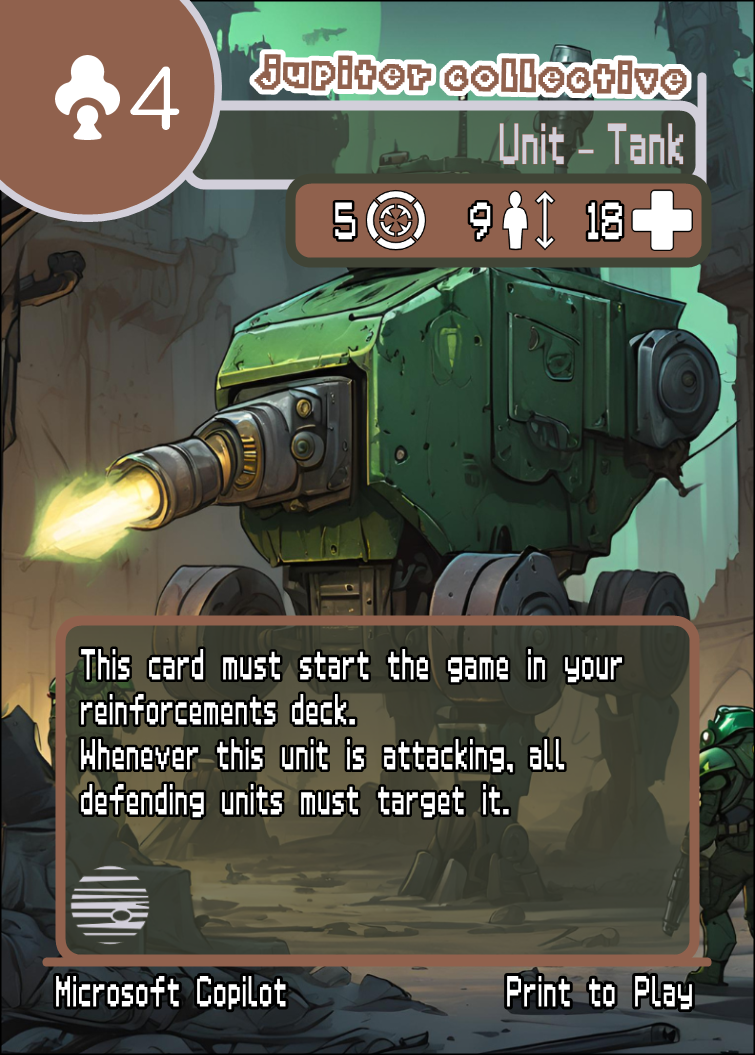 4
Jupiter collective
Unit - Tank
5 9 18
This card must start the game in your
reinforcements deck.
Whenever this unit is attacking, all
defending units must target it.
Microsoft Copilot
Print to Play